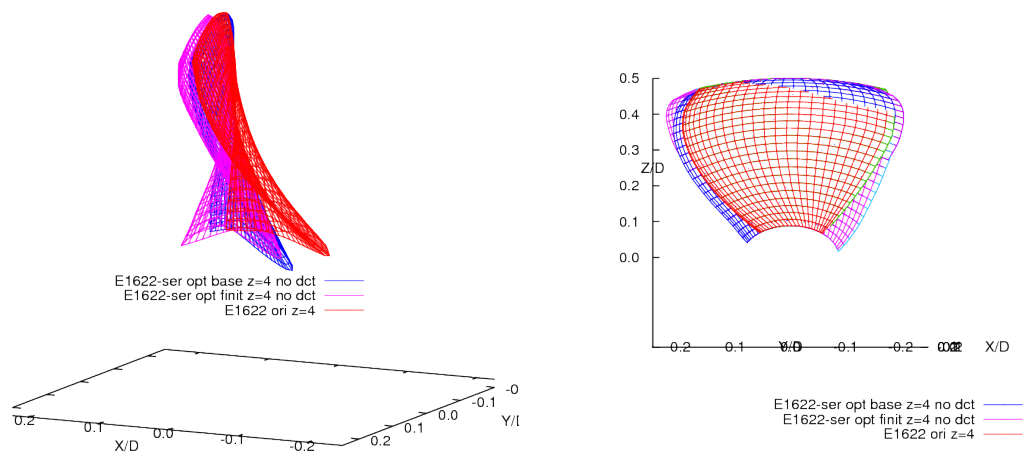 E1622-ser opt base z=4 no dct
E1622-ser opt finit z=4 no dct
E1622 ori z=4
0.2
0.1
0.0
-0.1
-0.2
X/D
0.2
0.1
0.0
-0.1
-0
0.5
0.4
0.3
Z/D
0.2
0.1
0.0
0.2
0.1
Y/D
-0.1
-0.2
X/D
E1622-ser opt base z=4 no dct
E1622-ser opt finit z=4 no dct
E1622 ori z=4